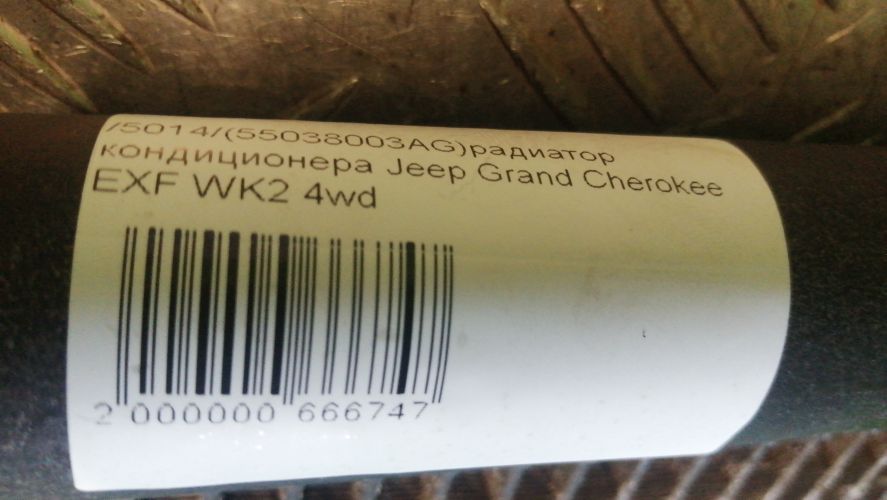 /5014/(55038003AG)радиатор
кондиционера Jeep Grand Cherokee
EXF WK2 4wd
2 000000 666747